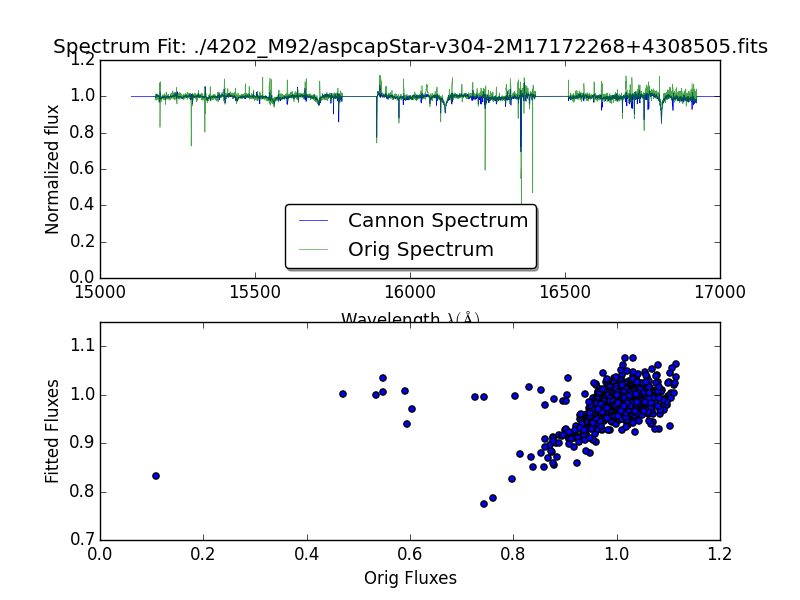 Spectrum Fit: ./4202_M92/aspcapStar-v304-2M17172268+4308505.fits
1.2
1.0
0.8
0.6
0.4
0.2
0.0
Normalized flux
Cannon Spectrum
Orig Spectrum
15000 15500 16000 16500 17000
Wavelength λ(Å)
1.1
1.0
0.9
0.8
0.7
Fitted Fluxes
0.0 0.2 0.4 0.6 0.8 1.0 1.2
Orig Fluxes